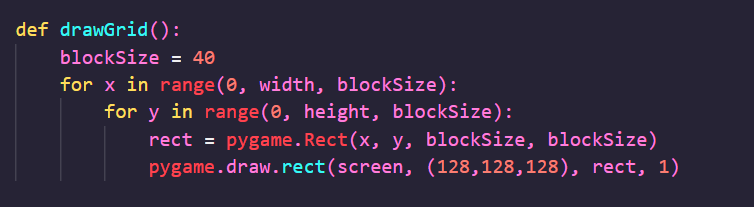 def drawGrid():
    blockSize = 40
    for x in range(0, width, blockSize):
        for y in range(0, height, blockSize):
            rect = pygame.Rect(x, y, blockSize, blockSize)
            pygame.draw.rect(screen, (128,128,128), rect, 1)